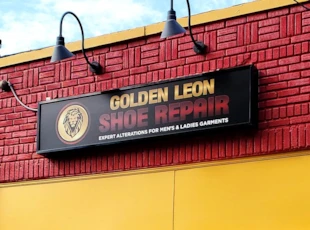 GOLDEN LEON
SHOE REPAIR
EXPERT ALTERATIONS FOR MEN'S & LADIES GARMENTS